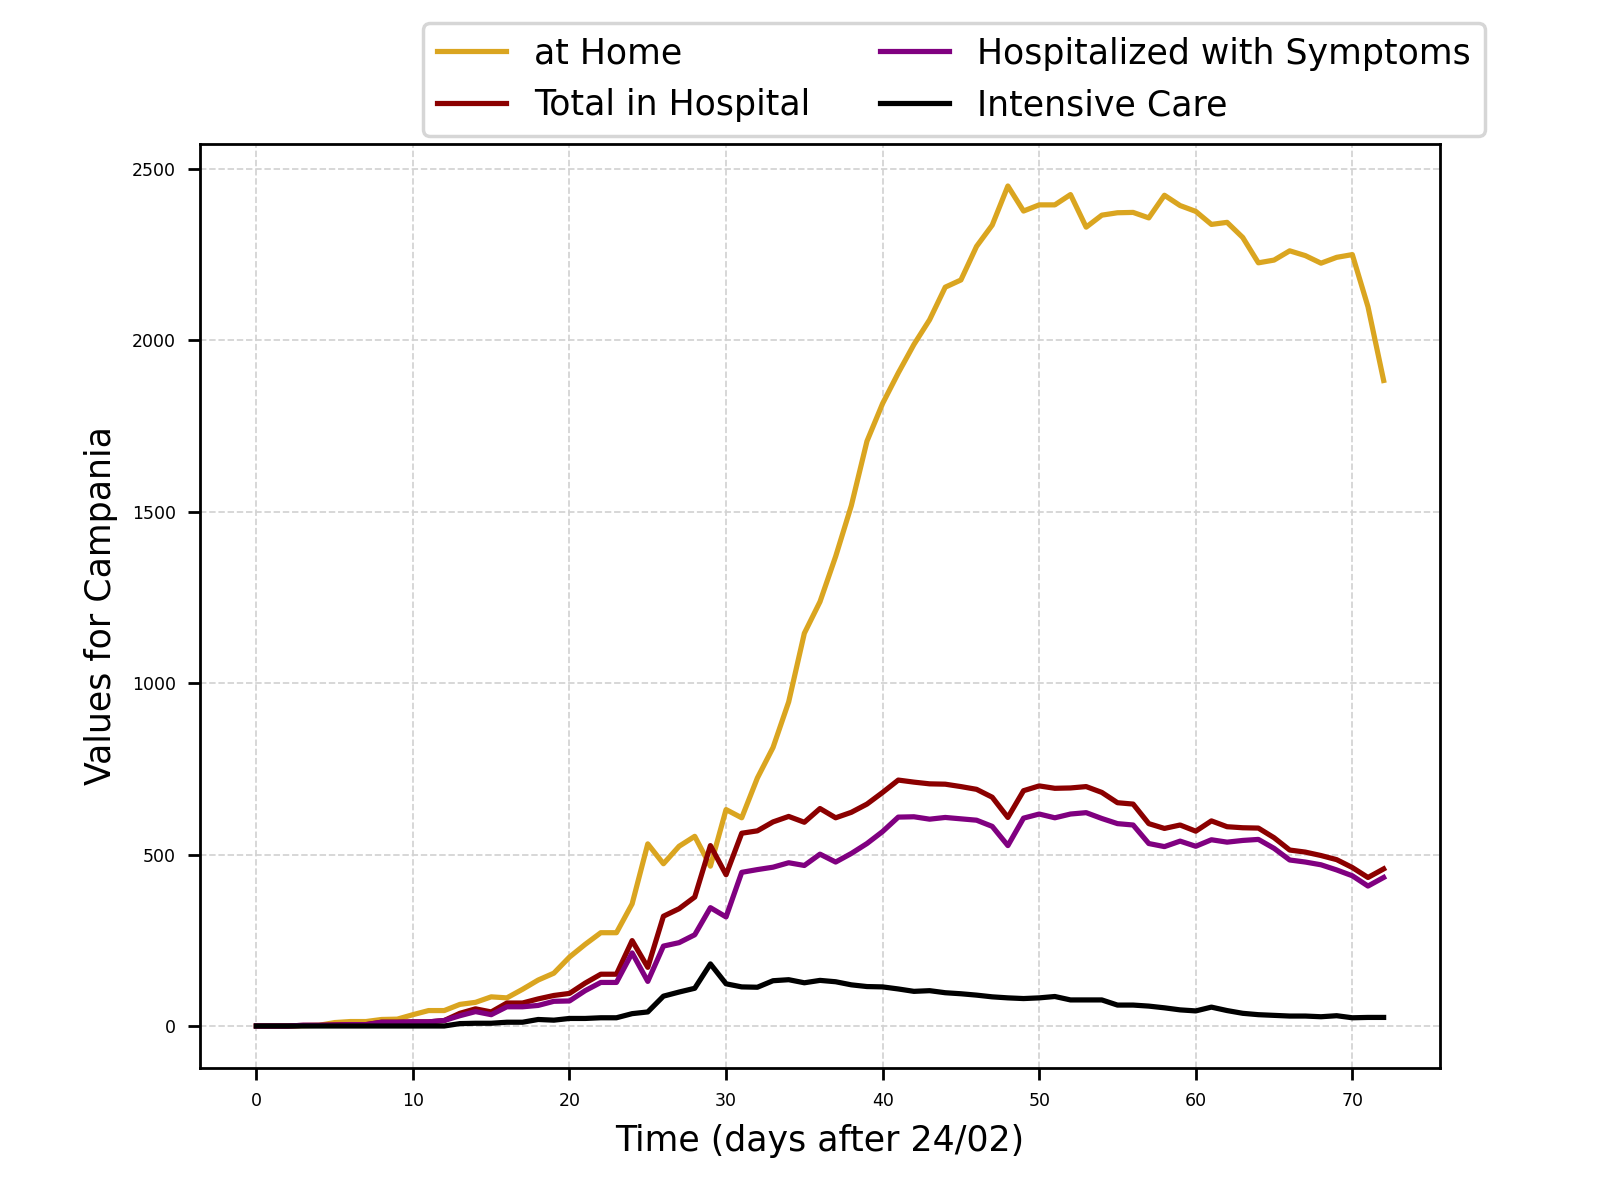 at Home
Total in Hospital
Hospitalized with Symptoms
Intensive Care
Values for Campania
2500
2000
1500
1000
500
0
0 10 20 30 40 50 60 70
Time (days after 24/02)